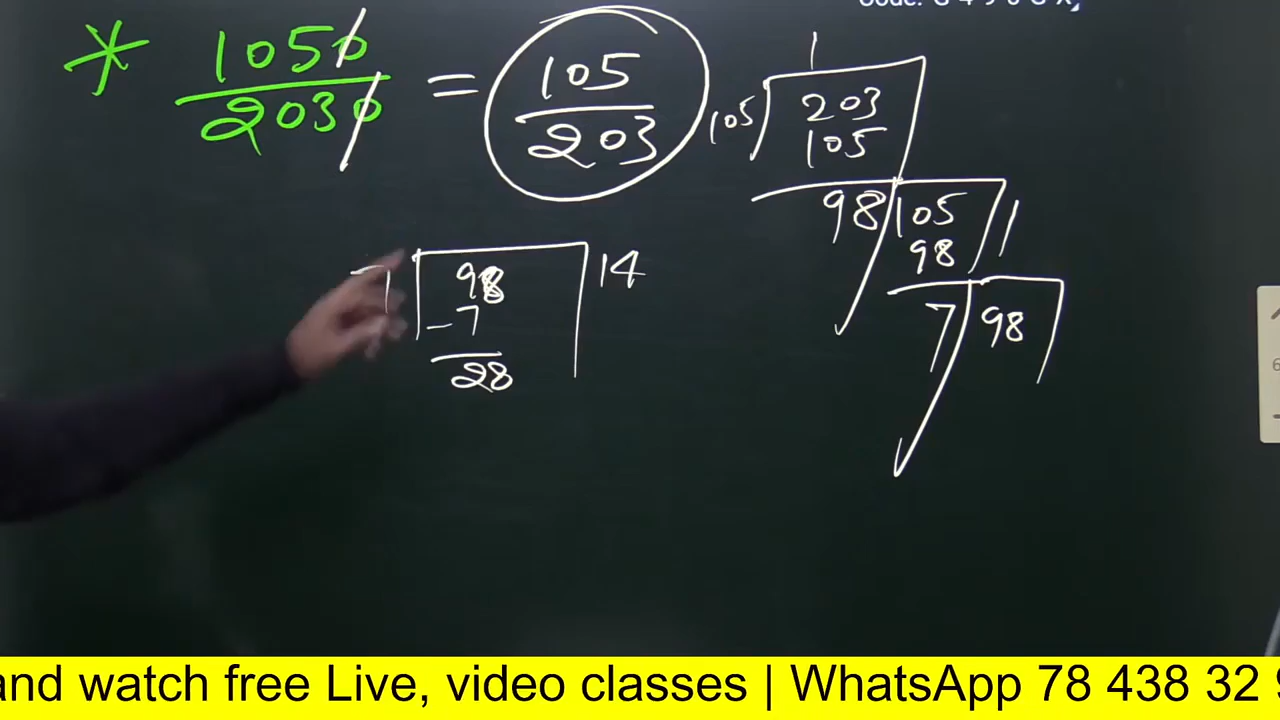 * 1050 / 2030 = 105 / 203
1
105 203
105
98 105 1
98
7 98
7 98 14
-7
28
and watch free Live, video classes | WhatsApp 78 438 32